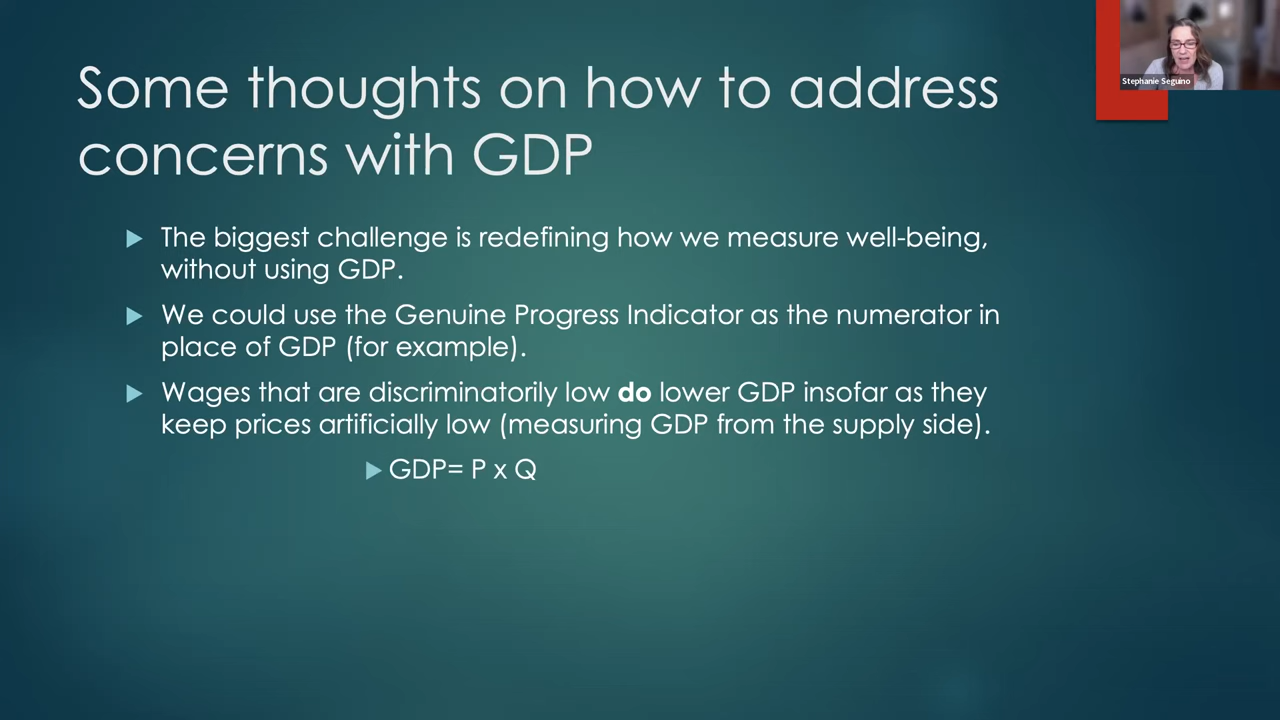 Some thoughts on how to address
concerns with GDP
Stephanie Seguino
The biggest challenge is redefining how we measure well-being,
without using GDP.
We could use the Genuine Progress Indicator as the numerator in
place of GDP (for example).
Wages that are discriminatorily low do lower GDP insofar as they
keep prices artificially low (measuring GDP from the supply side).
GDP= P x Q